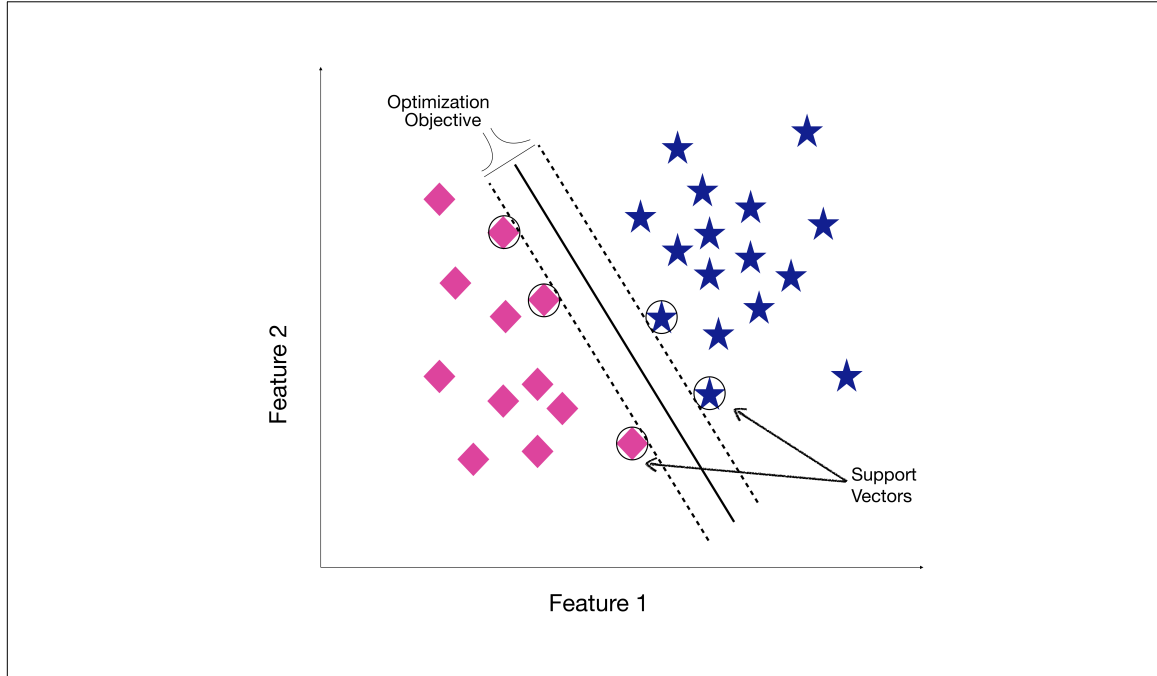 Optimization
Objective
Feature 2
Support
Vectors
Feature 1